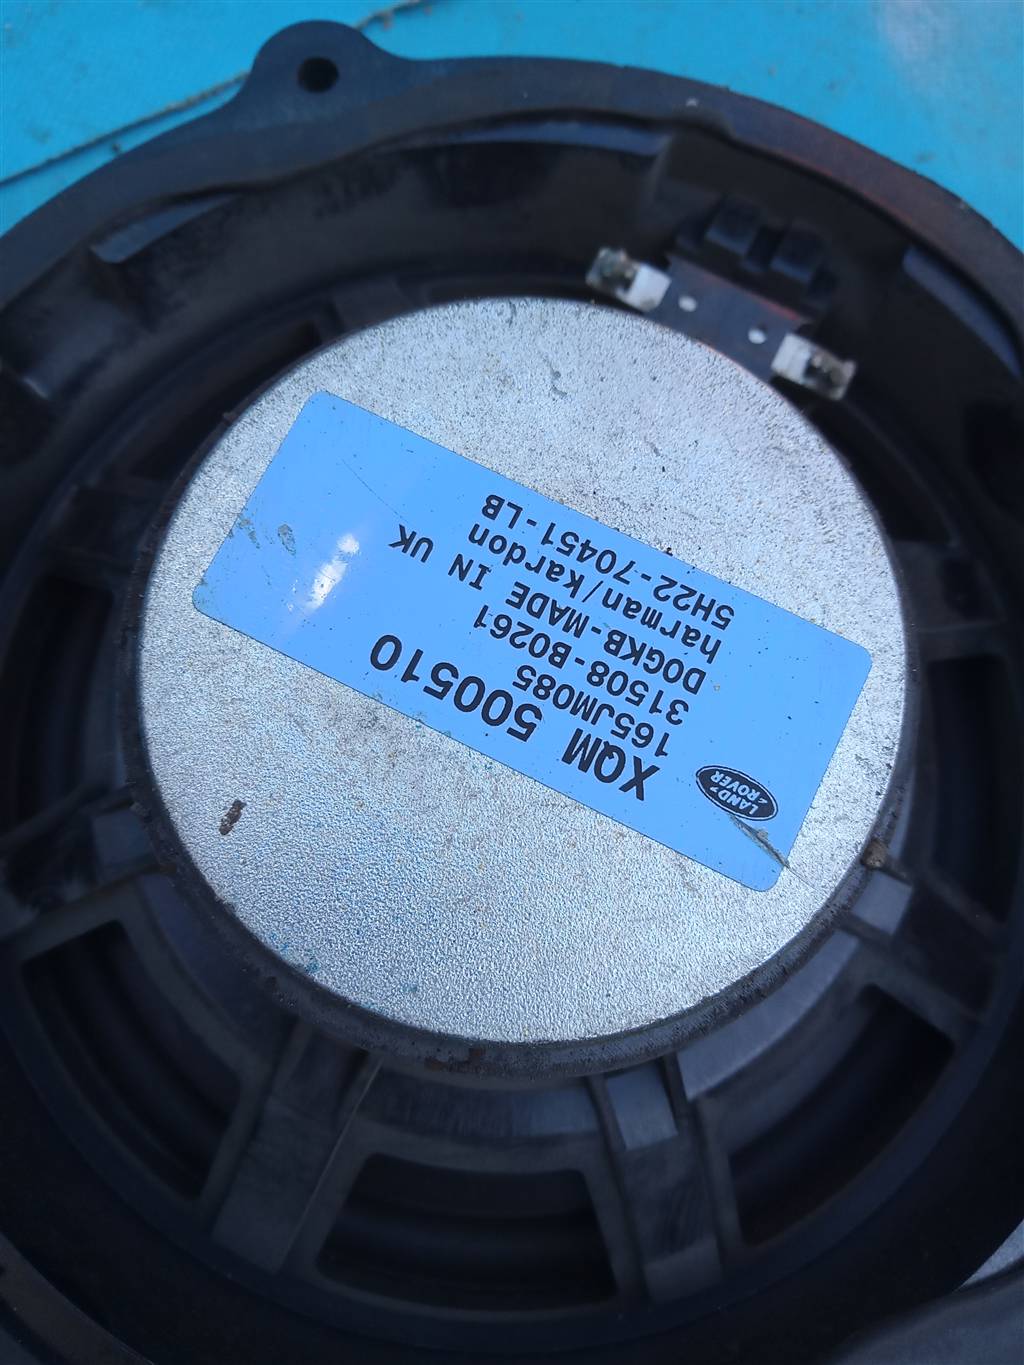 LAND-
-ROVER
XQM 500510
165JM085
31508-B0261
D0GKB-MADE IN UK
harman/kardon
5H22-70451-LB